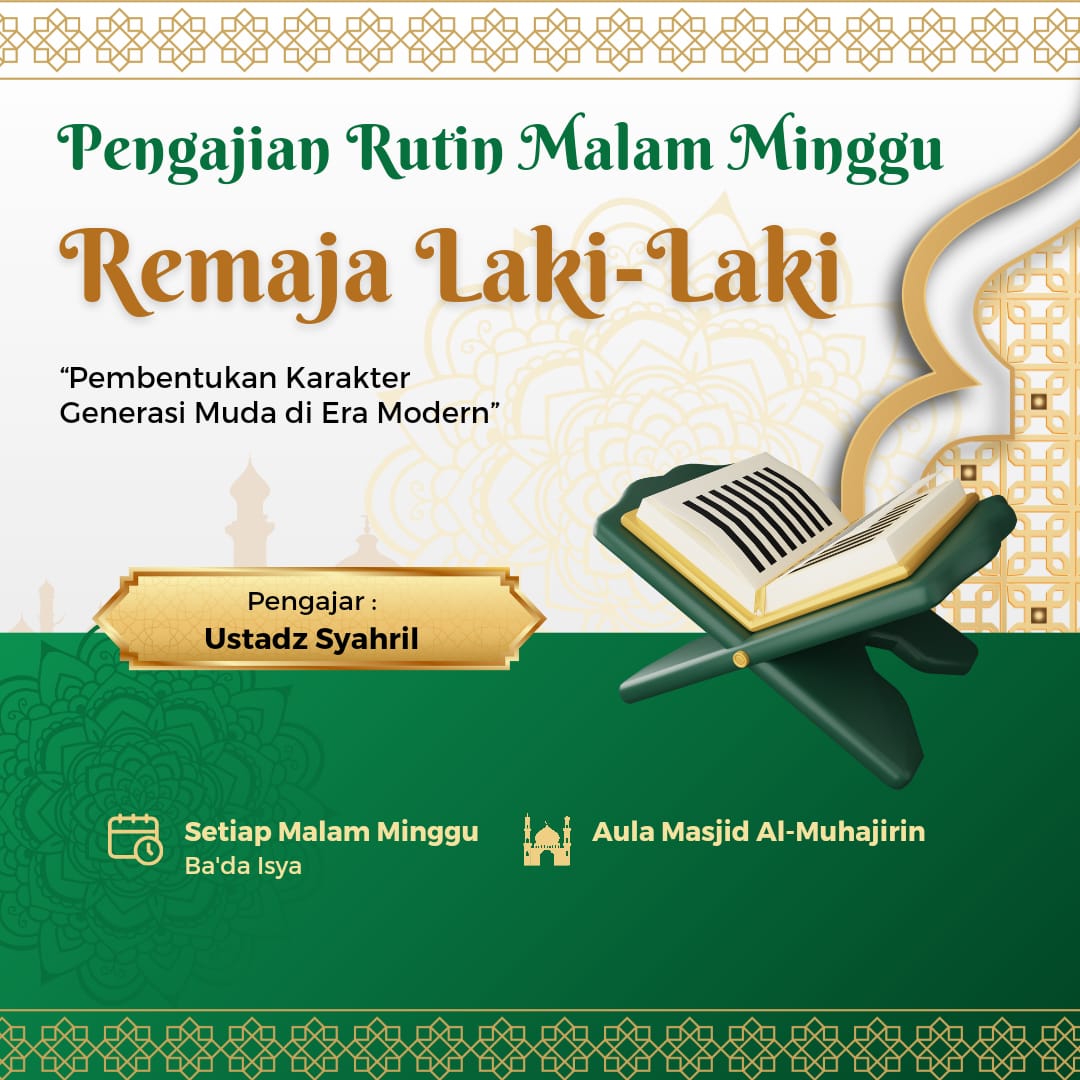 Pengajian Rutin Malam Minggu
Remaja Laki-Laki
“Pembentukan Karakter
Generasi Muda di Era Modern”
Pengajar :
Ustadz Syahril
Setiap Malam Minggu
Ba'da Isya
Aula Masjid Al-Muhajirin